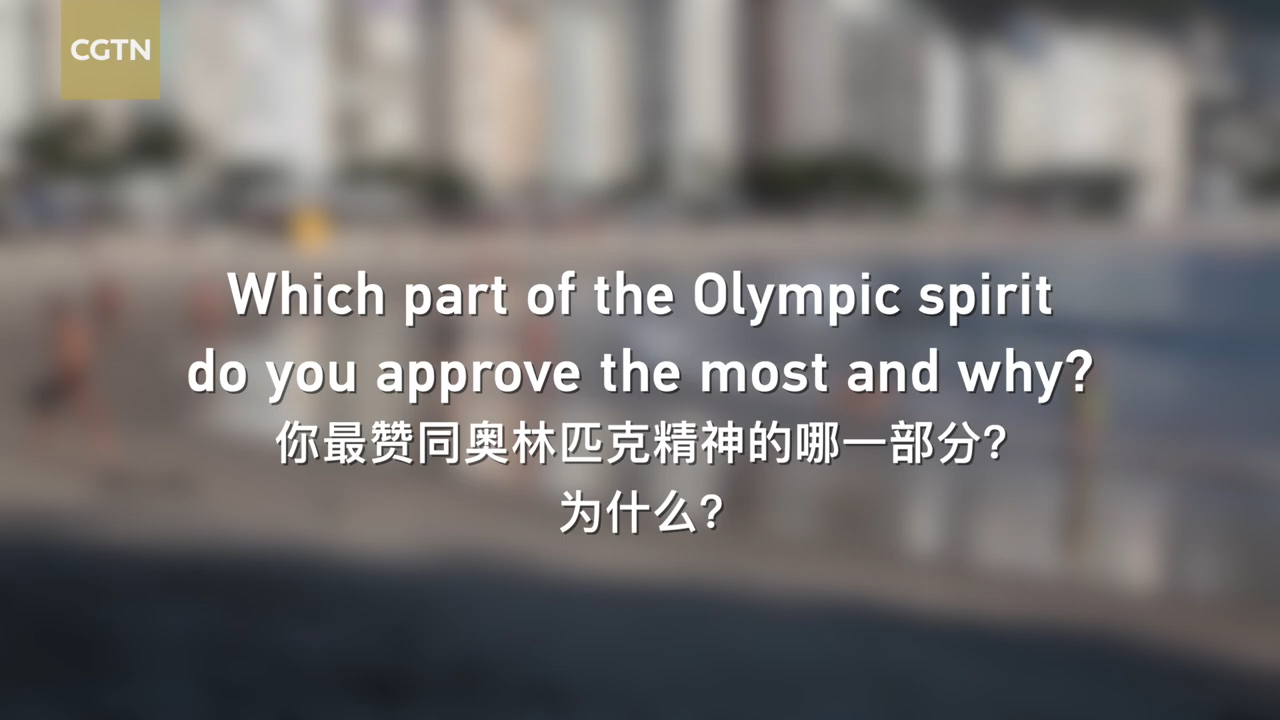 CGTN
Which part of the Olympic spirit
do you approve the most and why?
你最赞同奥林匹克精神的哪一部分？
为什么？